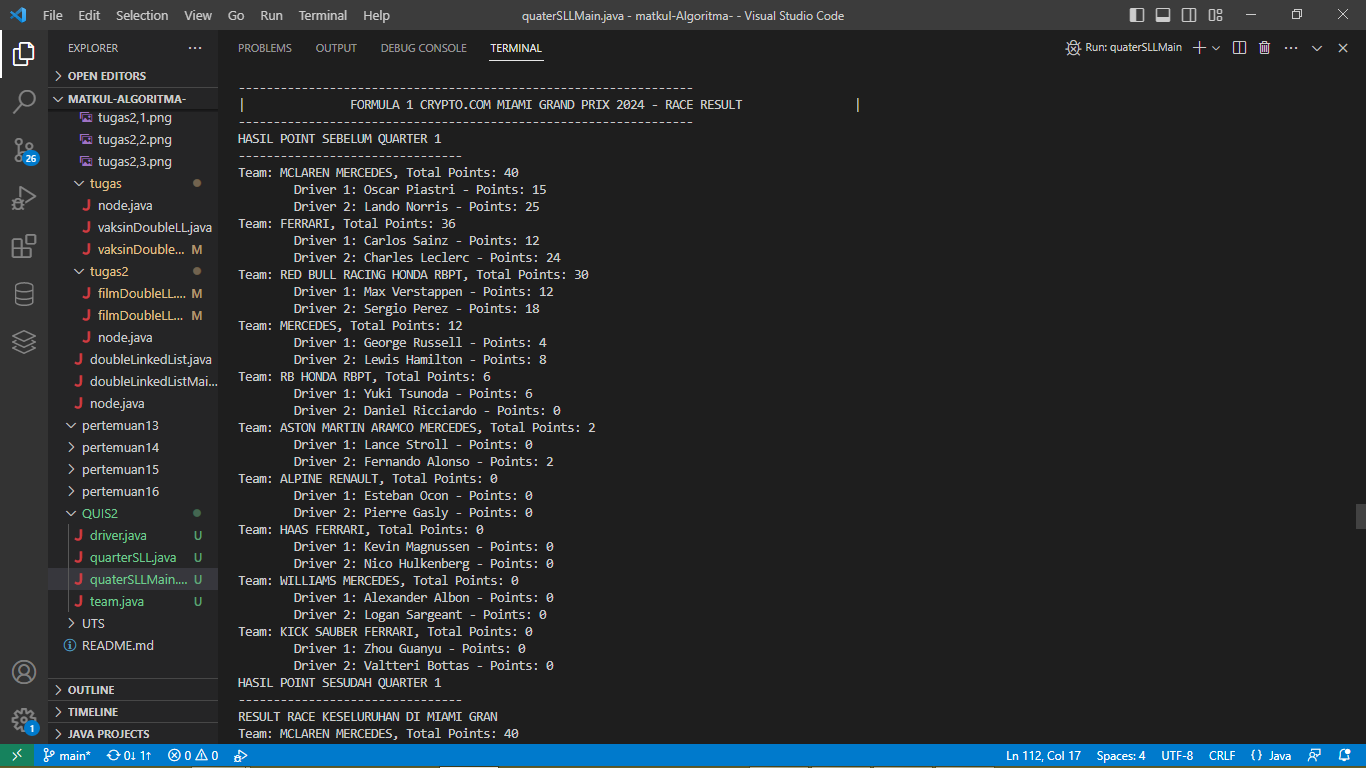 File Edit Selection View Go Run Terminal Help quaterSLLMain.java - matkul-Algoritma- - Visual Studio Code
EXPLORER
OPEN EDITORS
MATKUL-ALGORITMA-
tugas2,1.png
tugas2,2.png
tugas2,3.png
tugas
node.java
vaksinDoubleLL.java
vaksinDouble... M
tugas2
filmDoubleLL.... M
filmDoubleLL... M
node.java
doubleLinkedList.java
doubleLinkedListMai...
node.java
pertemuan13
pertemuan14
pertemuan15
pertemuan16
QUIS2
driver.java U
quarterSLL.java U
quaterSLLMain.... U
team.java U
UTS
README.md
OUTLINE
TIMELINE
JAVA PROJECTS
26
1
PROBLEMS OUTPUT DEBUG CONSOLE TERMINAL Run: quaterSLLMain
-----------------------------------------------------------------
| FORMULA 1 CRYPTO.COM MIAMI GRAND PRIX 2024 - RACE RESULT |
-----------------------------------------------------------------
HASIL POINT SEBELUM QUARTER 1
--------------------------------
Team: MCLAREN MERCEDES, Total Points: 40
Driver 1: Oscar Piastri - Points: 15
Driver 2: Lando Norris - Points: 25
Team: FERRARI, Total Points: 36
Driver 1: Carlos Sainz - Points: 12
Driver 2: Charles Leclerc - Points: 24
Team: RED BULL RACING HONDA RBPT, Total Points: 30
Driver 1: Max Verstappen - Points: 12
Driver 2: Sergio Perez - Points: 18
Team: MERCEDES, Total Points: 12
Driver 1: George Russell - Points: 4
Driver 2: Lewis Hamilton - Points: 8
Team: RB HONDA RBPT, Total Points: 6
Driver 1: Yuki Tsunoda - Points: 6
Driver 2: Daniel Ricciardo - Points: 0
Team: ASTON MARTIN ARAMCO MERCEDES, Total Points: 2
Driver 1: Lance Stroll - Points: 0
Driver 2: Fernando Alonso - Points: 2
Team: ALPINE RENAULT, Total Points: 0
Driver 1: Esteban Ocon - Points: 0
Driver 2: Pierre Gasly - Points: 0
Team: HAAS FERRARI, Total Points: 0
Driver 1: Kevin Magnussen - Points: 0
Driver 2: Nico Hulkenberg - Points: 0
Team: WILLIAMS MERCEDES, Total Points: 0
Driver 1: Alexander Albon - Points: 0
Driver 2: Logan Sargeant - Points: 0
Team: KICK SAUBER FERRARI, Total Points: 0
Driver 1: Zhou Guanyu - Points: 0
Driver 2: Valtteri Bottas - Points: 0
HASIL POINT SESUDAH QUARTER 1
--------------------------------
RESULT RACE KESELURUHAN DI MIAMI GRAN
Team: MCLAREN MERCEDES, Total Points: 40
main* 0↓ 1↑ 0 0 Ln 112, Col 17 Spaces: 4 UTF-8 CRLF {} Java